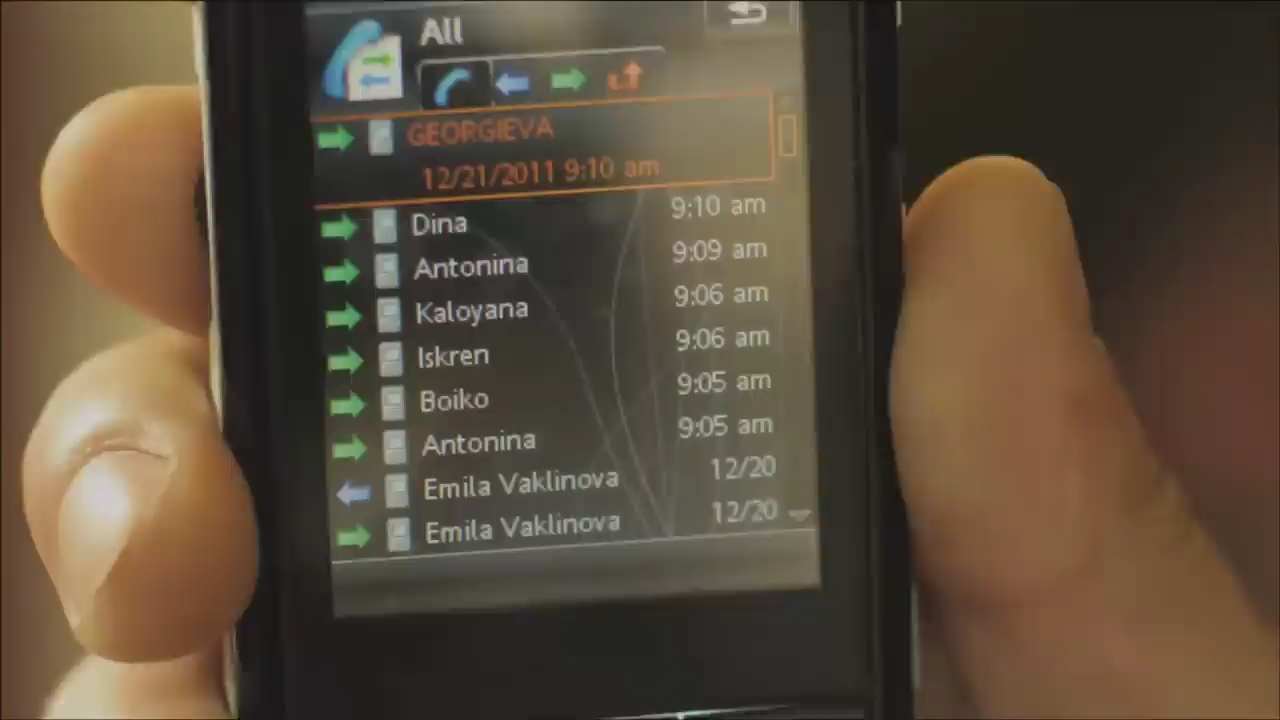 All
GEORGIEVA
12/21/2011 9:10 am
Dina 9:10 am
Antonina 9:09 am
Kaloyana 9:06 am
Iskren 9:06 am
Boiko 9:05 am
Antonina 9:05 am
Emila Vaklinova 12/20
Emila Vaklinova 12/20